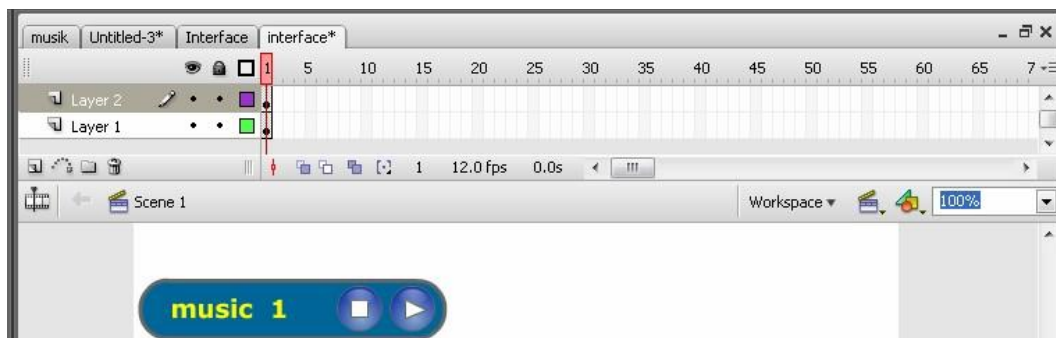 musik Untitled-3* Interface interface*
1 5 10 15 20 25 30 35 40 45 50 55 60 65 7
Layer 2
Layer 1
1 12.0 fps 0.0s
Scene 1 Workspace 100%
music 1